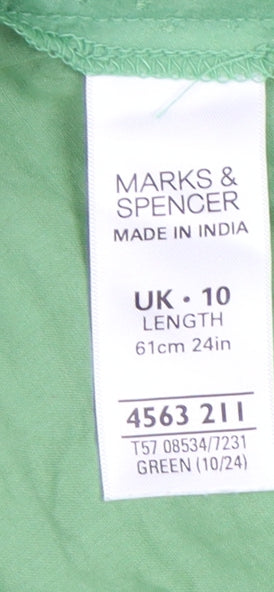 MARKS &
SPENCER
MADE IN INDIA
UK • 10
LENGTH
61cm 24in
4563 211
T57 08534/7231
GREEN (10/24)